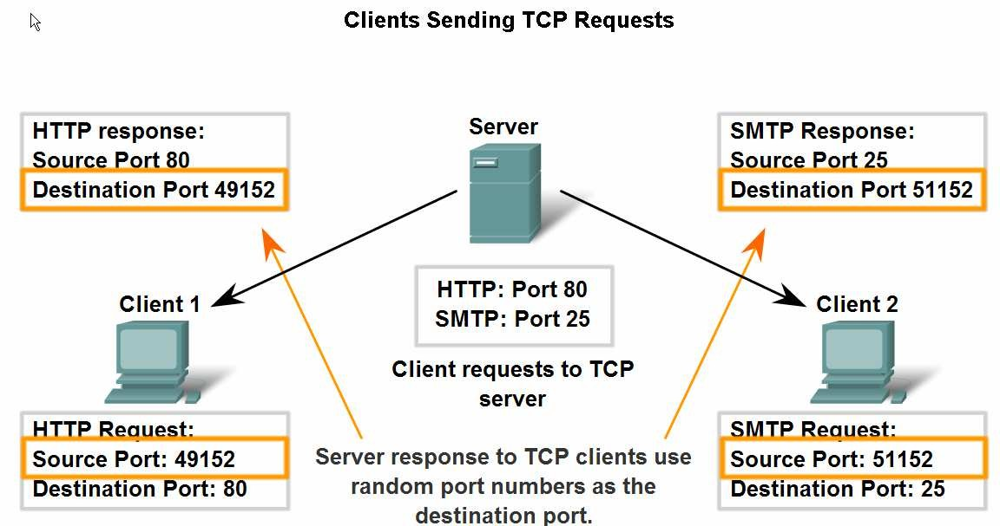 Clients Sending TCP Requests
HTTP response:
Source Port 80
Destination Port 49152
Server
SMTP Response:
Source Port 25
Destination Port 51152
HTTP: Port 80
SMTP: Port 25
Client 1
Client 2
Client requests to TCP
server
HTTP Request:
Source Port: 49152
Destination Port: 80
Server response to TCP clients use
random port numbers as the
destination port.
SMTP Request:
Source Port: 51152
Destination Port: 25